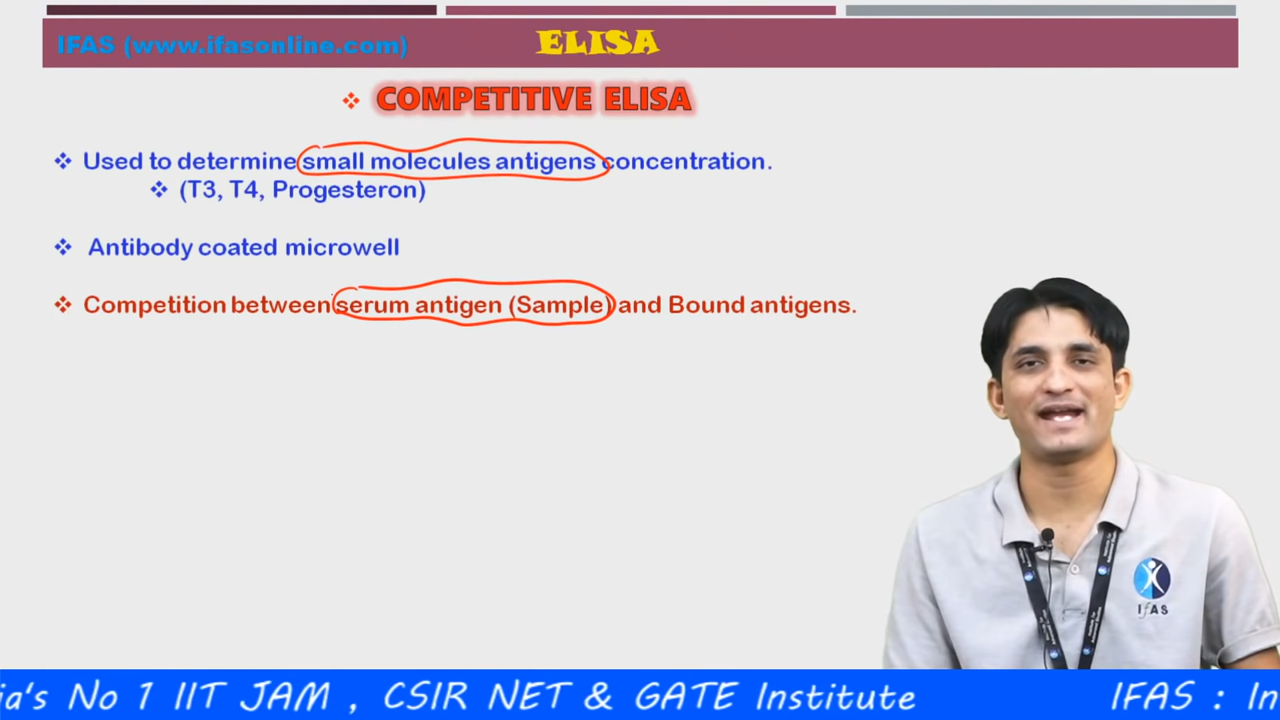 IFAS (www.ifasonline.com)
ELISA
❖ COMPETITIVE ELISA
❖ Used to determine small molecules antigens concentration.
❖ (T3, T4, Progesteron)
❖ Antibody coated microwell
❖ Competition between serum antigen (Sample) and Bound antigens.
IfAS
ia's No 1 IIT JAM , CSIR NET & GATE Institute
IFAS : In